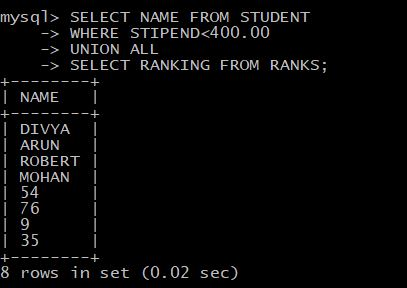 mysql> SELECT NAME FROM STUDENT
    -> WHERE STIPEND<400.00
    -> UNION ALL
    -> SELECT RANKING FROM RANKS;
+--------+
| NAME   |
+--------+
| DIVYA  |
| ARUN   |
| ROBERT |
| MOHAN  |
| 54     |
| 76     |
| 9      |
| 35     |
+--------+
8 rows in set (0.02 sec)